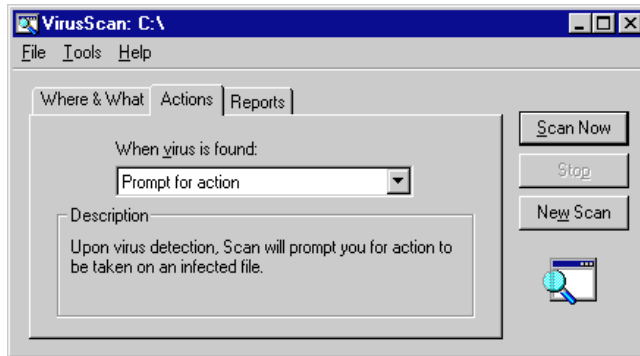 VirusScan: C:\
File Tools Help
Where & What Actions Reports
When virus is found:
Prompt for action
Description
Upon virus detection, Scan will prompt you for action to
be taken on an infected file.
Scan Now
Stop
New Scan